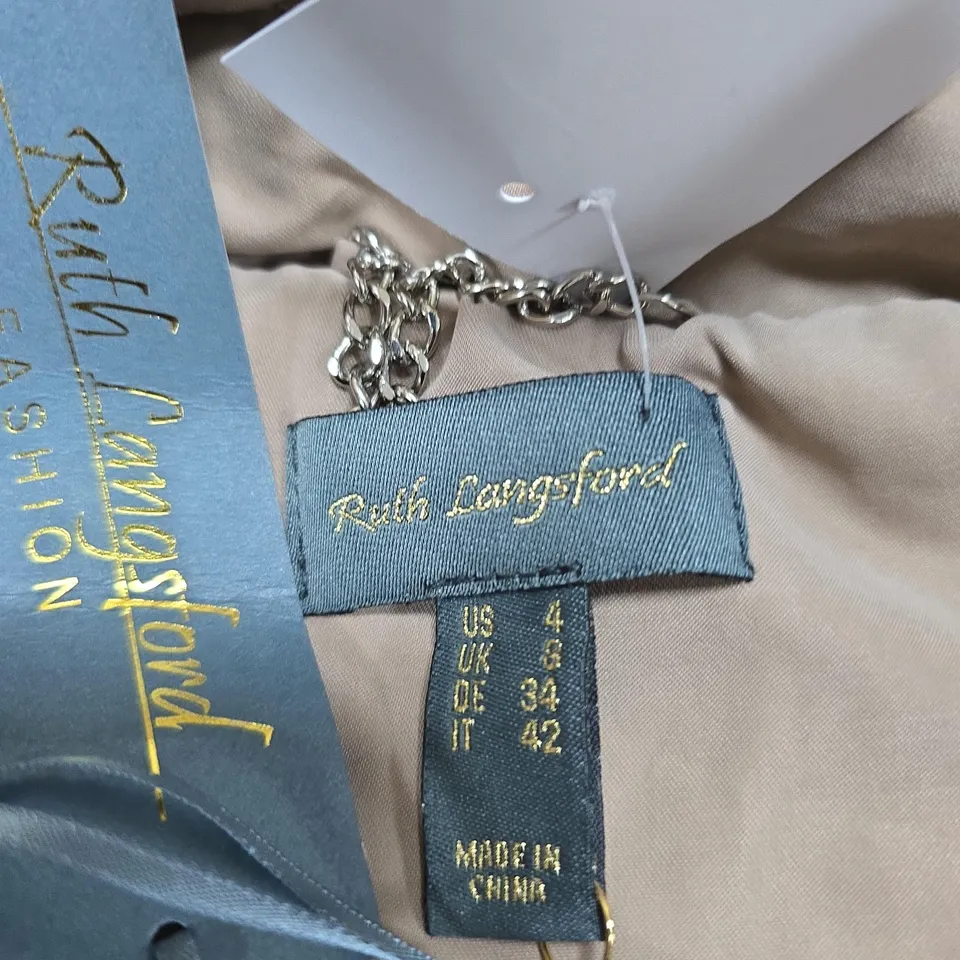 Ruth Langsford
FASHION
Ruth Langsford
US 4
UK 8
DE 34
IT 42
MADE IN
CHINA